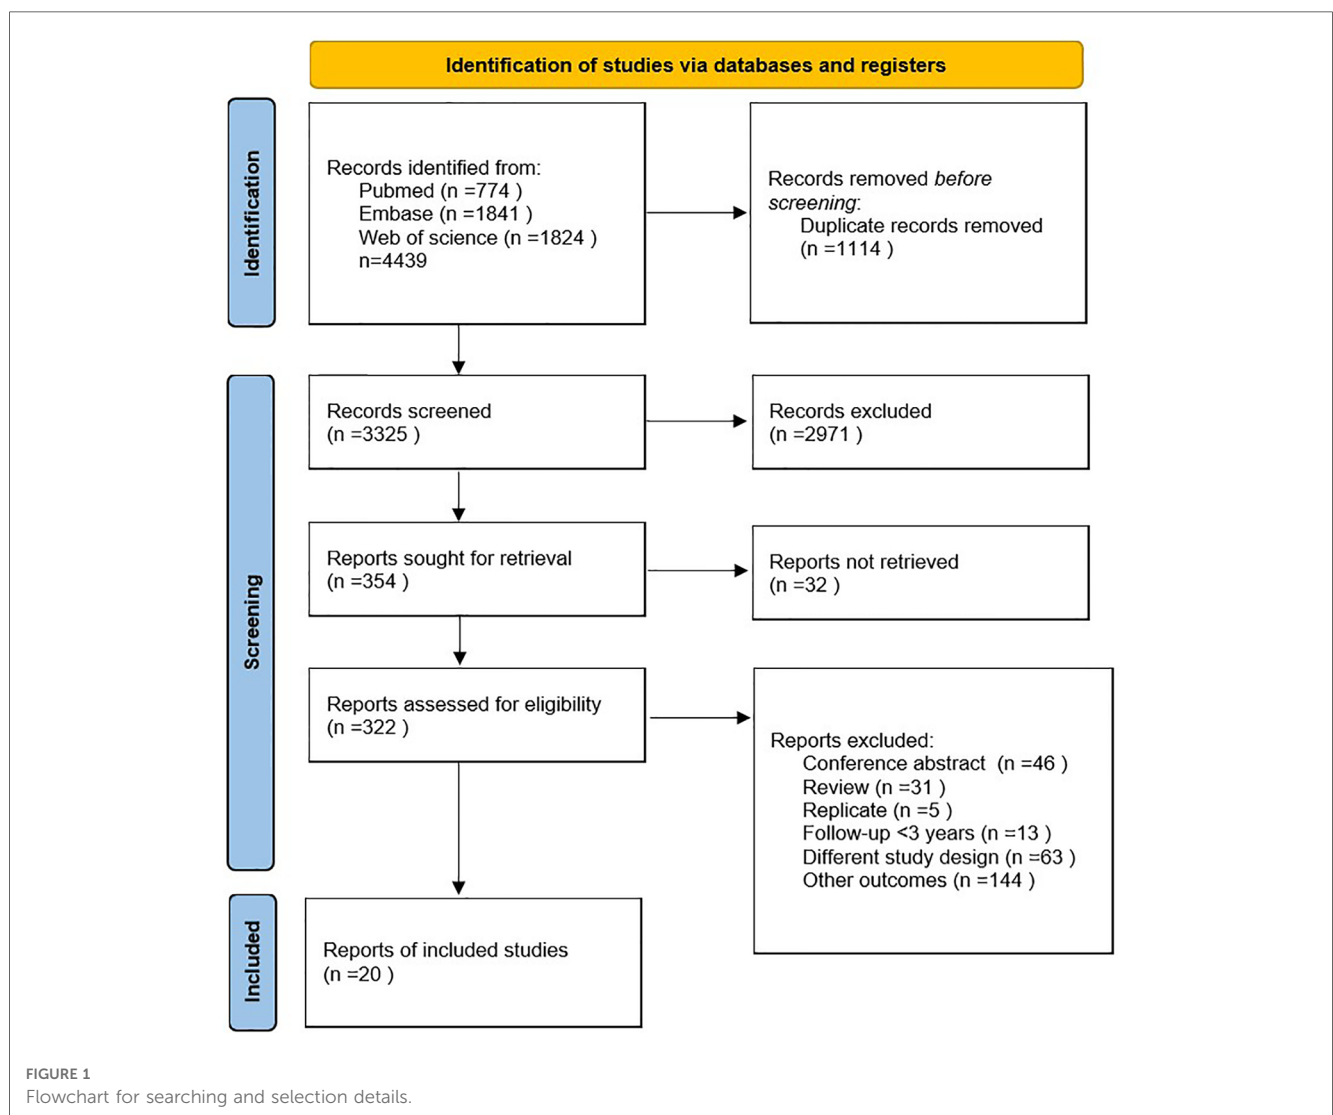 Identification of studies via databases and registers
Identification
Records identified from:
Pubmed (n =774 )
Embase (n =1841 )
Web of science (n =1824 )
n=4439
Records removed before
screening:
Duplicate records removed
(n =1114 )
Screening
Records screened
(n =3325 )
Records excluded
(n =2971 )
Reports sought for retrieval
(n =354 )
Reports not retrieved
(n =32 )
Reports assessed for eligibility
(n =322 )
Reports excluded:
Conference abstract  (n =46 )
Review (n =31 )
Replicate (n =5 )
Follow-up <3 years (n =13 )
Different study design (n =63 )
Other outcomes (n =144 )
Included
Reports of included studies
(n =20 )
FIGURE 1
Flowchart for searching and selection details.